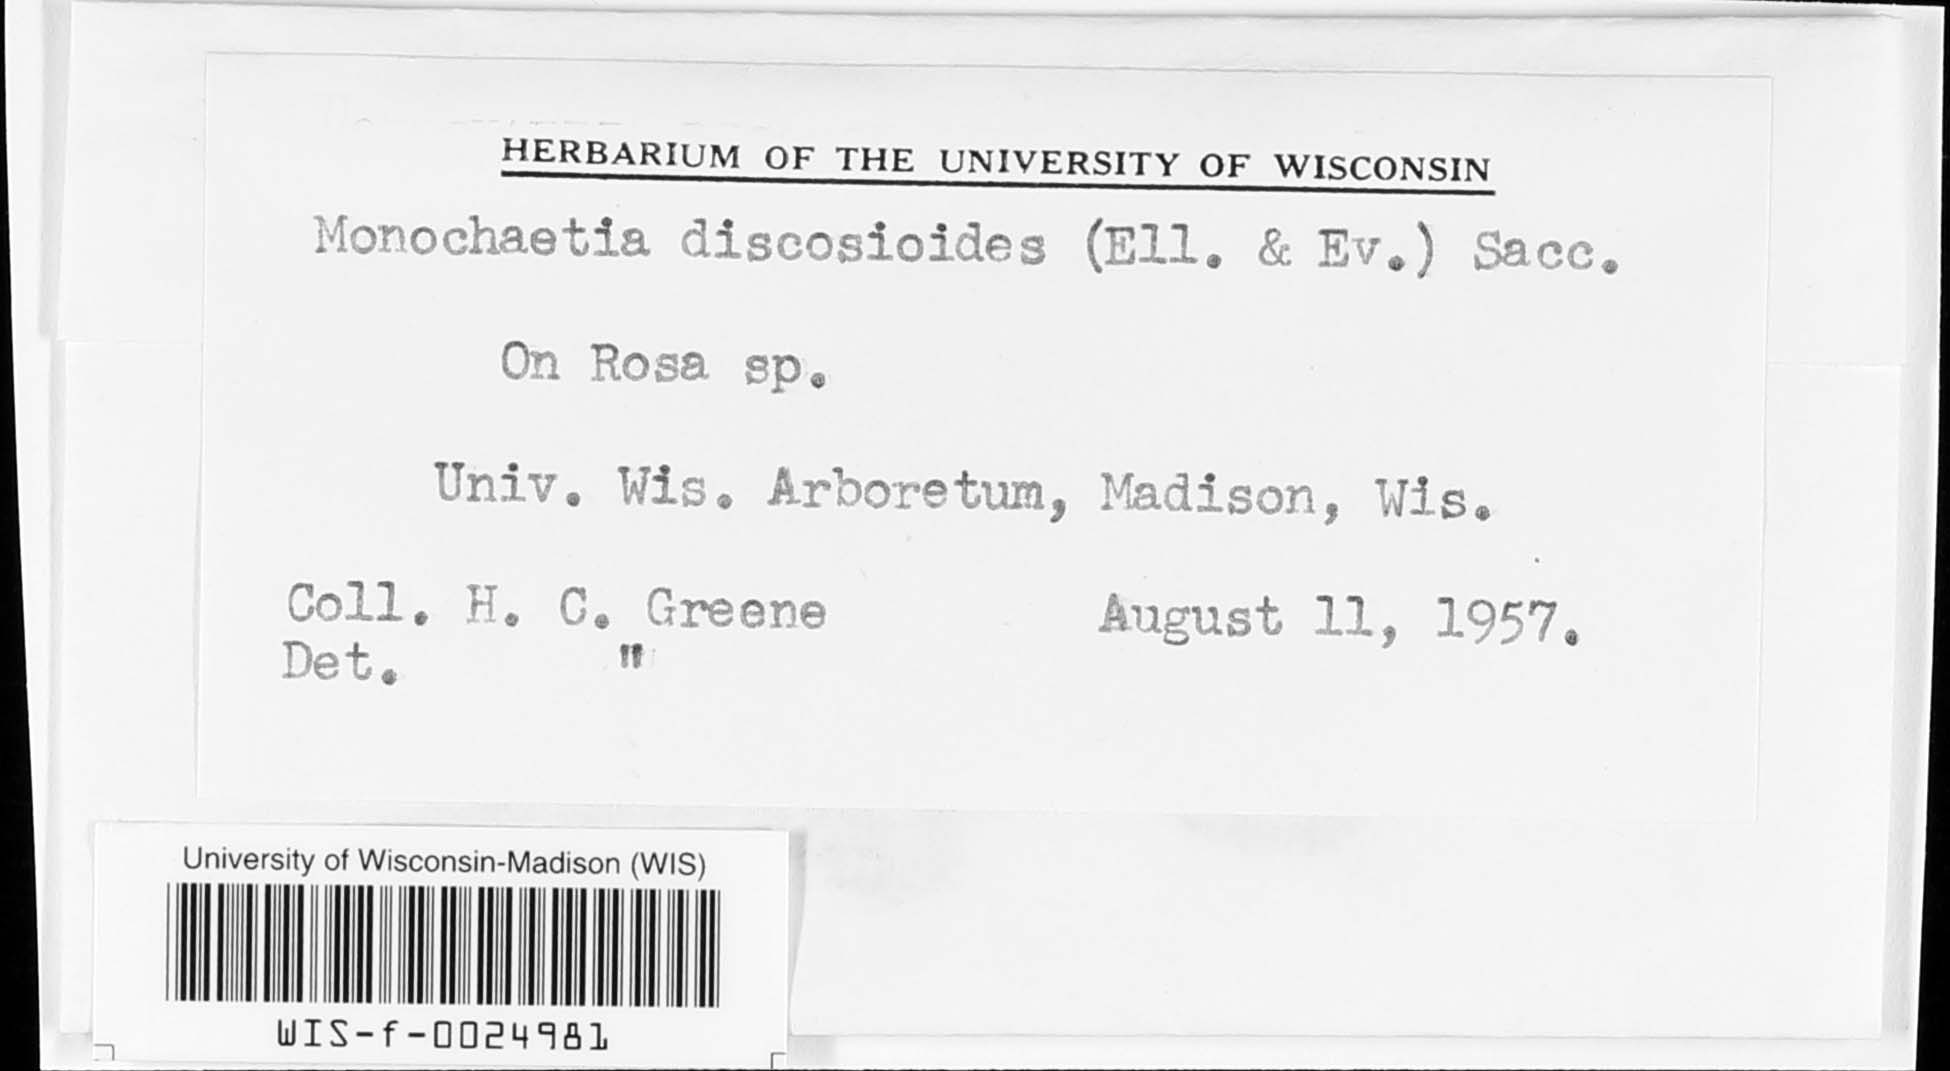 HERBARIUM OF THE UNIVERSITY OF WISCONSIN
Monochaetia discosioides (Ell. & Ev.) Sacc.
On Rosa sp.
Univ. Wis. Arboretum, Madison, Wis.
Coll. H. C. Greene August 11, 1957.
Det. "
University of Wisconsin-Madison (WIS)
WIS-f-0024981